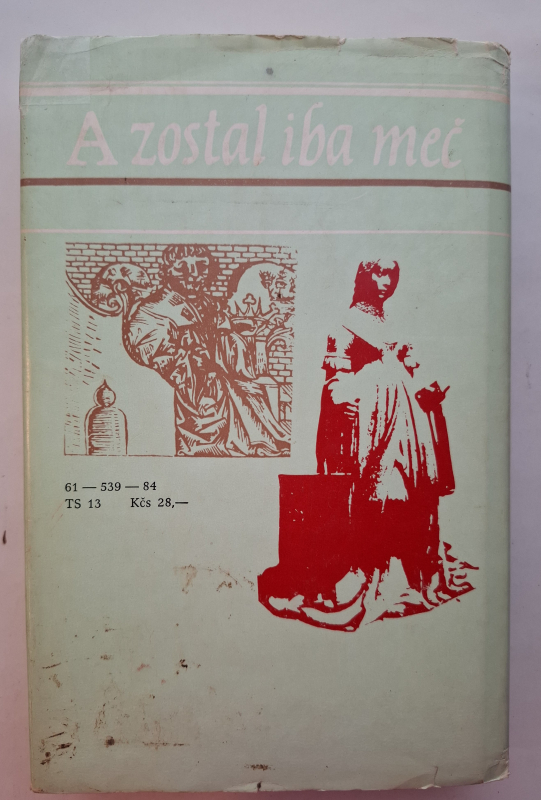 A zostal iba meč
61 — 539 — 84
TS 13 Kčs 28,—